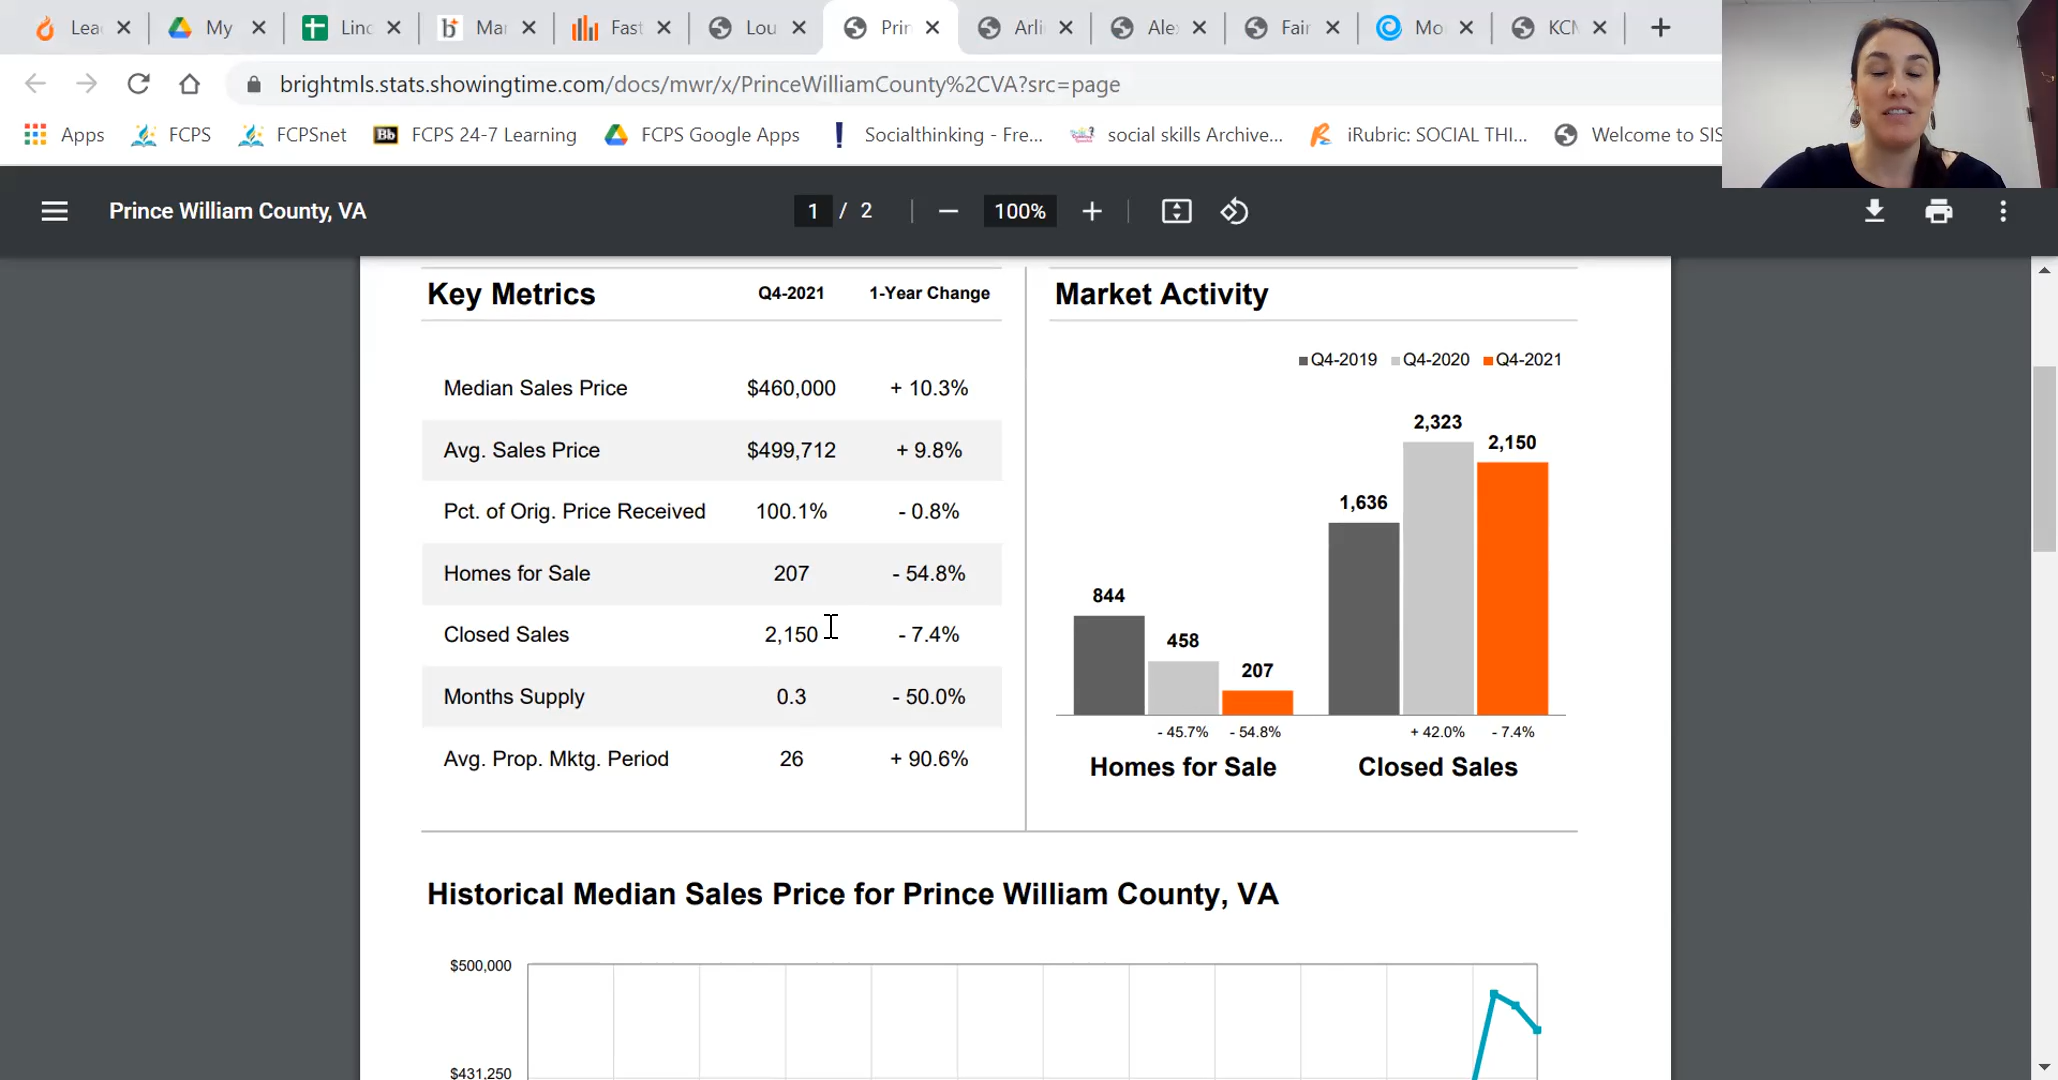 Lea
My
Linc
Mar
Fast
Lou
Prin
Arli
Alex
Fair
Mo
KCM
brightmls.stats.showingtime.com/docs/mwr/x/PrinceWilliamCounty%2CVA?src=page
Apps
FCPS
FCPSnet
Bb
FCPS 24-7 Learning
FCPS Google Apps
Socialthinking - Fre...
social skills Archive...
iRubric: SOCIAL THI...
Welcome to SIS
Prince William County, VA
1 / 2
100%
Key Metrics Q4-2021 1-Year Change
Median Sales Price $460,000 + 10.3%
Avg. Sales Price $499,712 + 9.8%
Pct. of Orig. Price Received 100.1% - 0.8%
Homes for Sale 207 - 54.8%
Closed Sales 2,150 - 7.4%
Months Supply 0.3 - 50.0%
Avg. Prop. Mktg. Period 26 + 90.6%
Market Activity
Q4-2019 Q4-2020 Q4-2021
844
458
207
1,636
2,323
2,150
- 45.7% - 54.8%
+ 42.0% - 7.4%
Homes for Sale
Closed Sales
Historical Median Sales Price for Prince William County, VA
$500,000
$431,250